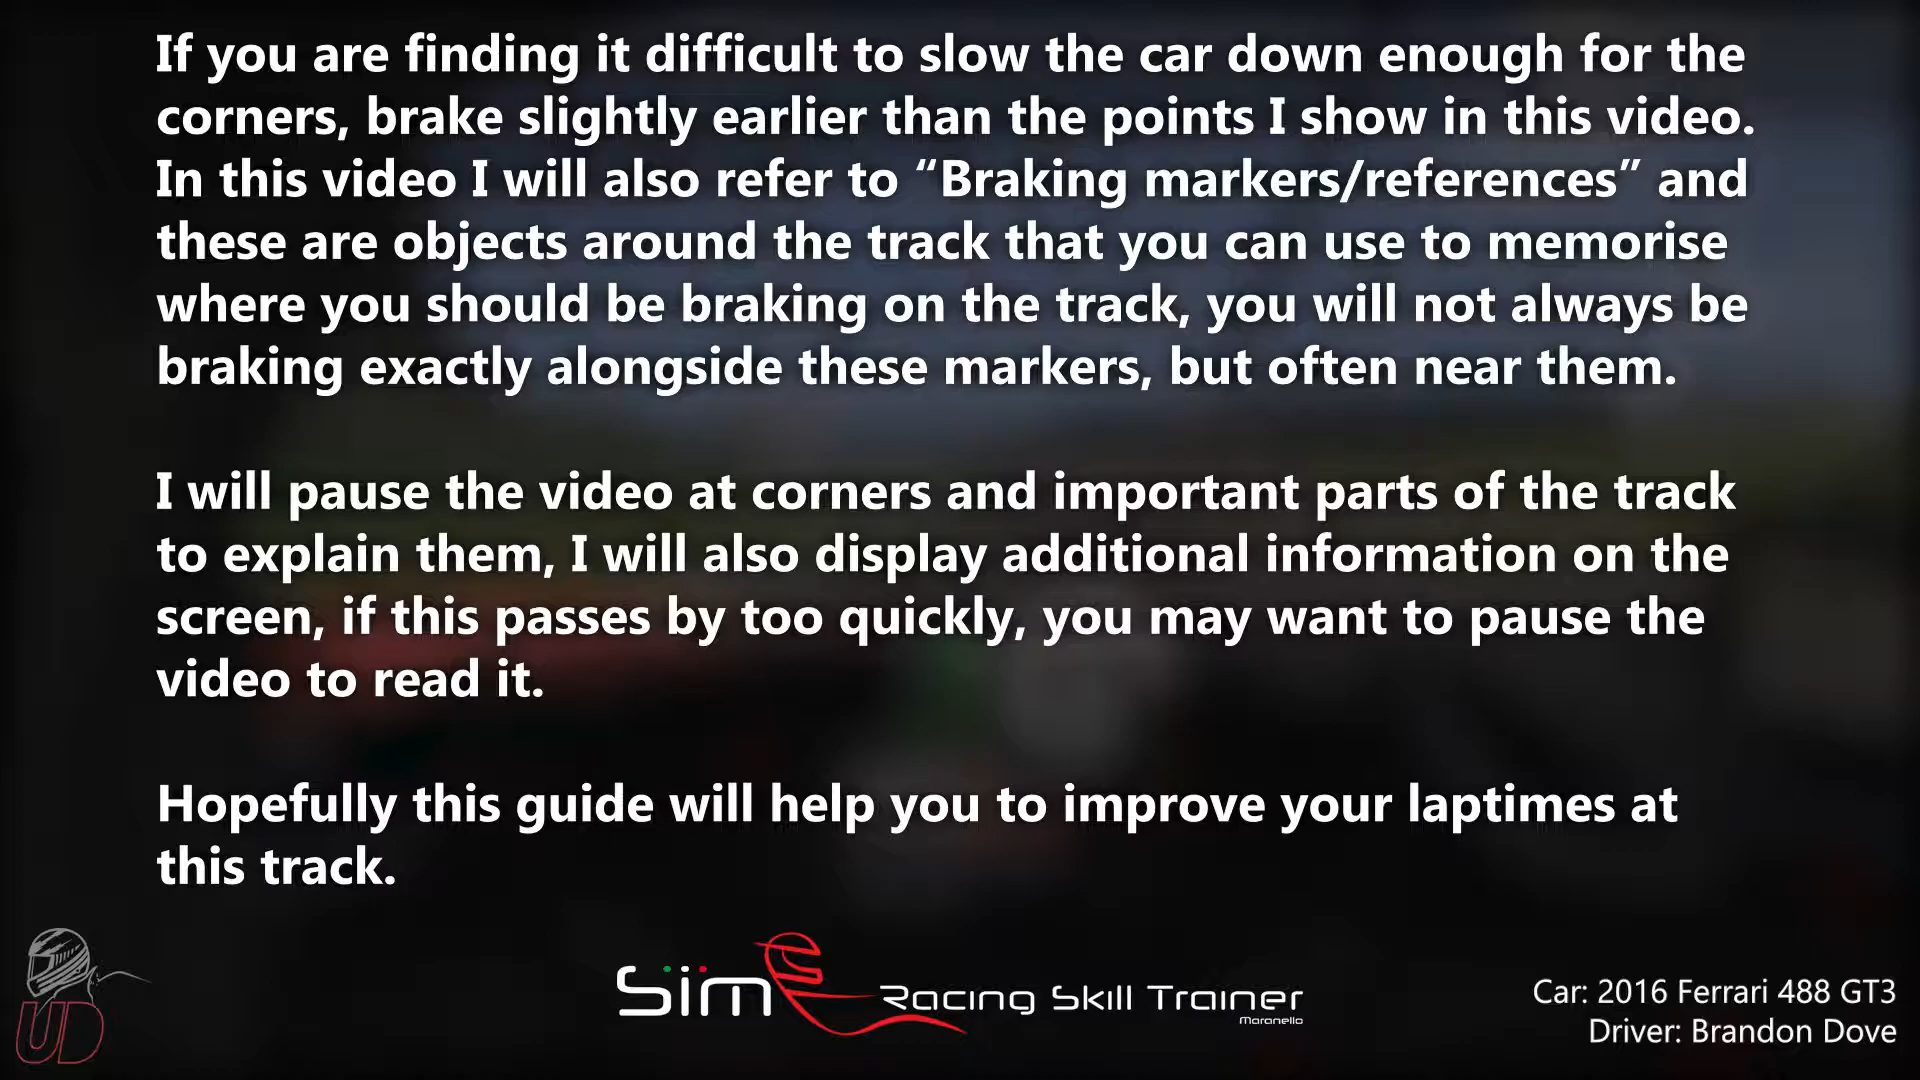 If you are finding it difficult to slow the car down enough for the
corners, brake slightly earlier than the points I show in this video.
In this video I will also refer to “Braking markers/references” and
these are objects around the track that you can use to memorise
where you should be braking on the track, you will not always be
braking exactly alongside these markers, but often near them.
I will pause the video at corners and important parts of the track
to explain them, I will also display additional information on the
screen, if this passes by too quickly, you may want to pause the
video to read it.
Hopefully this guide will help you to improve your laptimes at
this track.
UD
Sim Racing Skill Trainer
Maranello
Car: 2016 Ferrari 488 GT3
Driver: Brandon Dove